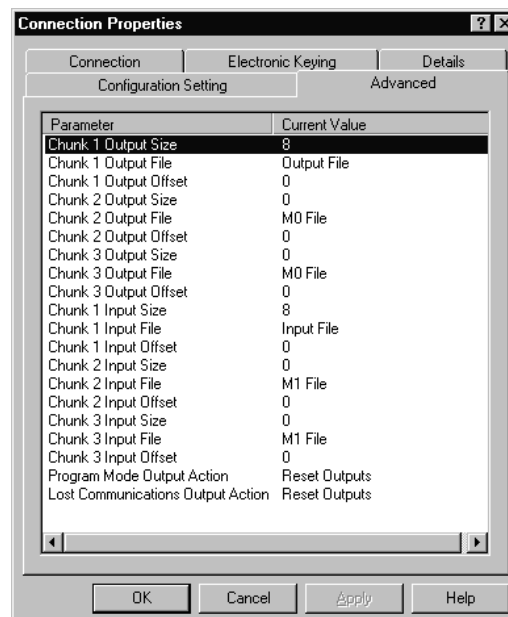 Connection Properties
Connection Electronic Keying Details
Configuration Setting Advanced
Parameter Current Value
Chunk 1 Output Size 8
Chunk 1 Output File Output File
Chunk 1 Output Offset 0
Chunk 2 Output Size 0
Chunk 2 Output File M0 File
Chunk 2 Output Offset 0
Chunk 3 Output Size 0
Chunk 3 Output File M0 File
Chunk 3 Output Offset 0
Chunk 1 Input Size 8
Chunk 1 Input File Input File
Chunk 1 Input Offset 0
Chunk 2 Input Size 0
Chunk 2 Input File M1 File
Chunk 2 Input Offset 0
Chunk 3 Input Size 0
Chunk 3 Input File M1 File
Chunk 3 Input Offset 0
Program Mode Output Action Reset Outputs
Lost Communications Output Action Reset Outputs
OK Cancel Apply Help